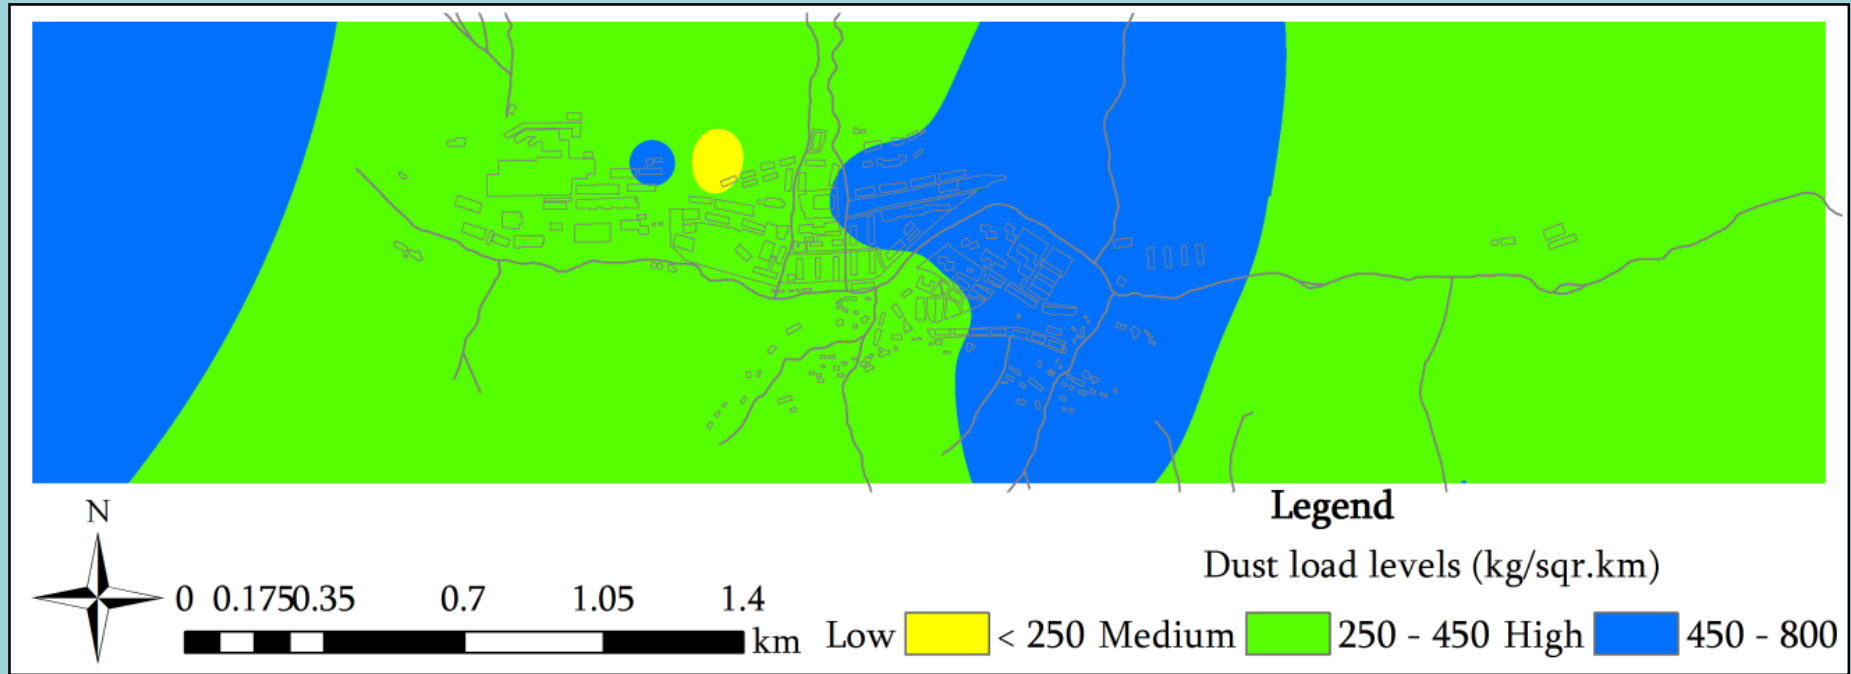 Legend
N
Dust load levels (kg/sqr.km)
0 0.175 0.35 0.7 1.05 1.4
km
Low < 250 Medium 250 - 450 High 450 - 800